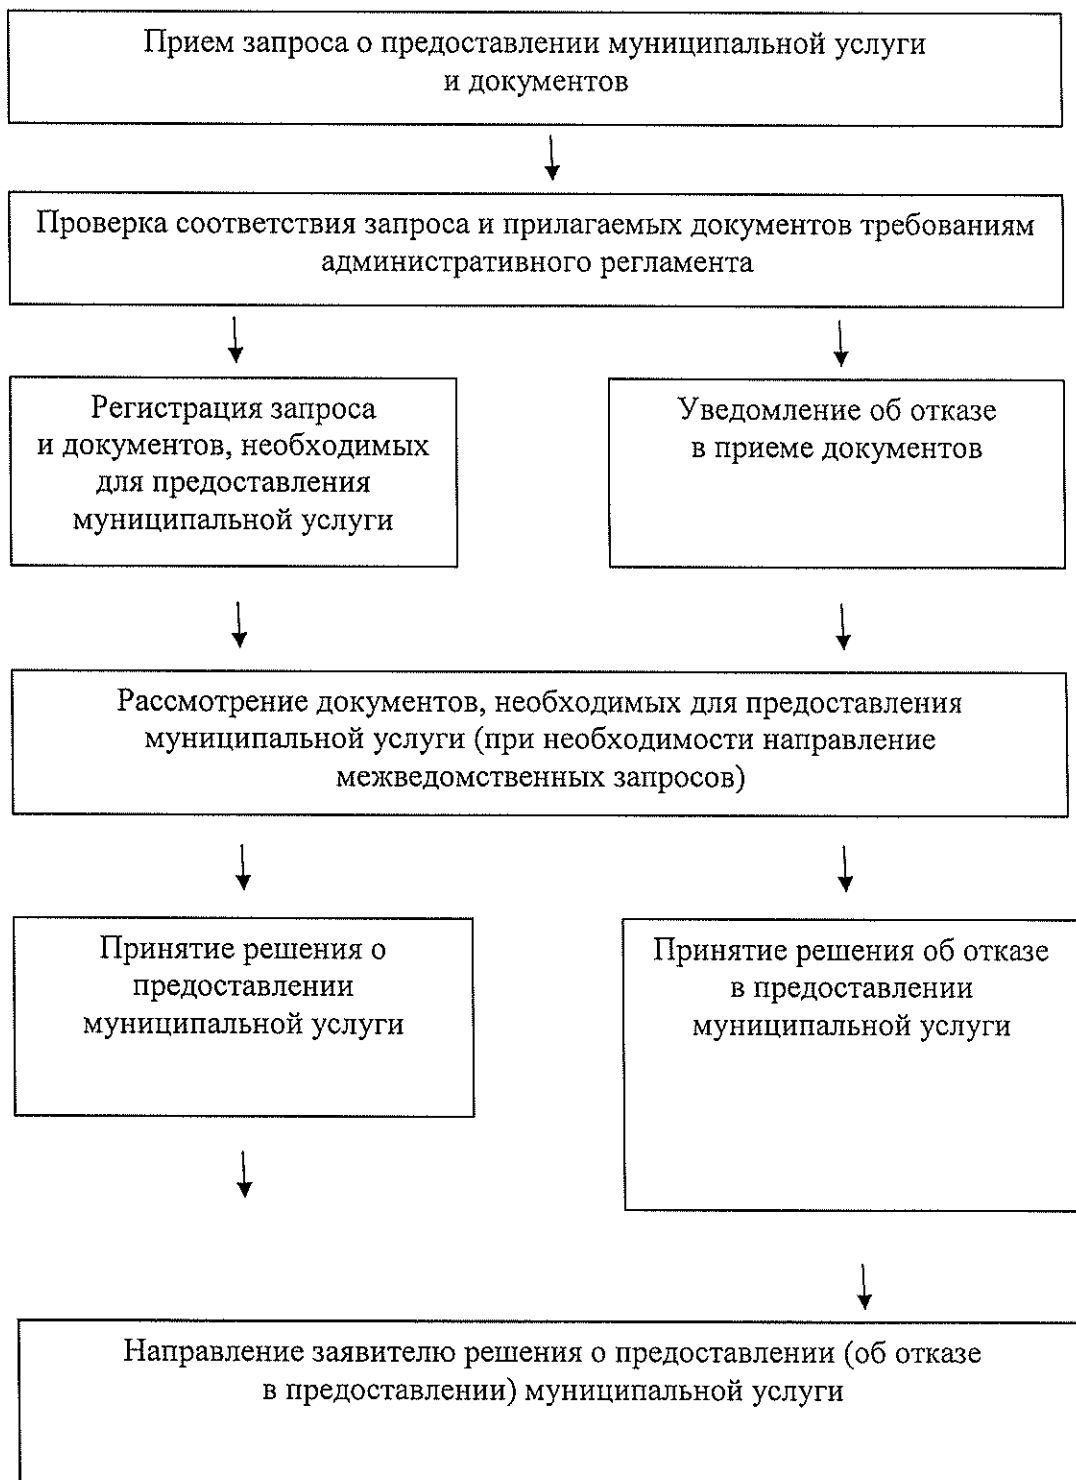 Прием запроса о предоставлении муниципальной услуги
и документов
Проверка соответствия запроса и прилагаемых документов требованиям
административного регламента
Регистрация запроса
и документов, необходимых
для предоставления
муниципальной услуги
Уведомление об отказе
в приеме документов
Рассмотрение документов, необходимых для предоставления
муниципальной услуги (при необходимости направление
межведомственных запросов)
Принятие решения о
предоставлении
муниципальной услуги
Принятие решения об отказе
в предоставлении
муниципальной услуги
Направление заявителю решения о предоставлении (об отказе
в предоставлении) муниципальной услуги